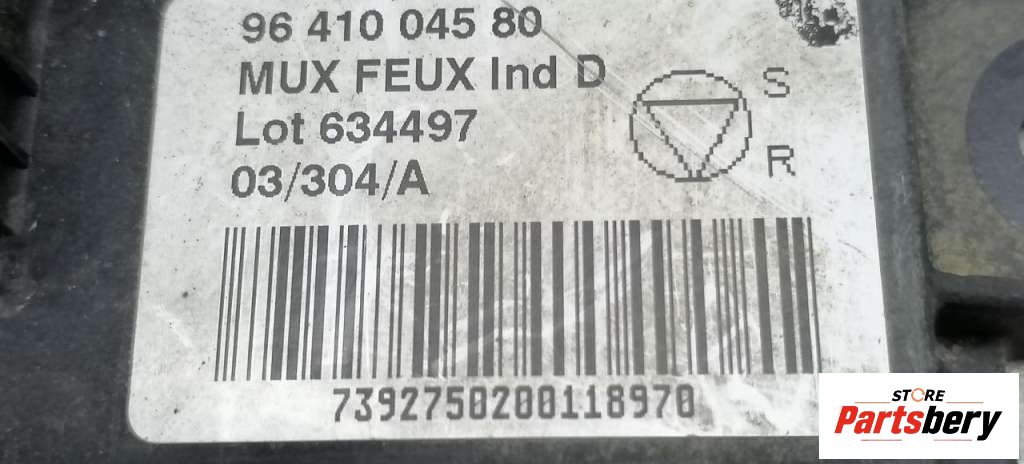 96 410 045 80
MUX FEUX Ind D
S
Lot 634497
R
03/304/A
7392750200118970
STORE
Partsbery